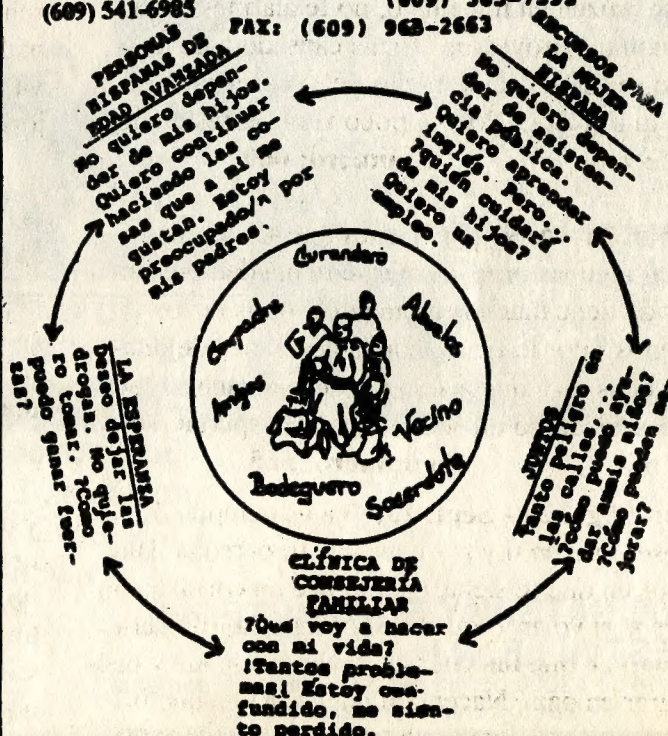 (609) 541-6985
FAX: (609) 963-2663
PERSONAS
HISPANAS DE
EDAD AVANZADA
No quiero depen-
der de mis hijos.
Quiero continuar
haciendo las co-
sas que a mi me
gustan. Estoy
preocupado/a por
mis padres.
RECURSOS PARA
LA MUJER
HISPANA
No quiero depen-
der de asisten-
cia pública.
Quiero aprender
inglés. Pero...
?quién cuidará
de mis hijos?
Quiero un
empleo.
Curandero
Compadre
Abuelos
Amigos
Vecino
Bodeguero
Sacerdote
LA ESPERANZA
Deseo dejar las
drogas. No quie-
ro tomar. ?Cómo
puedo ganar fuer-
zas?
JUNTOS
Tanto peligro en
las calles....
?Cómo puedo ayu-
dar a mis niños?
?Cómo pueden me-
jorar?
CLÍNICA DE
CONSEJERIA
FAMILIAR
?Qué voy a hacer
con mi vida?
!Tantos proble-
mas! Estoy con-
fundido, me sien-
to perdido.